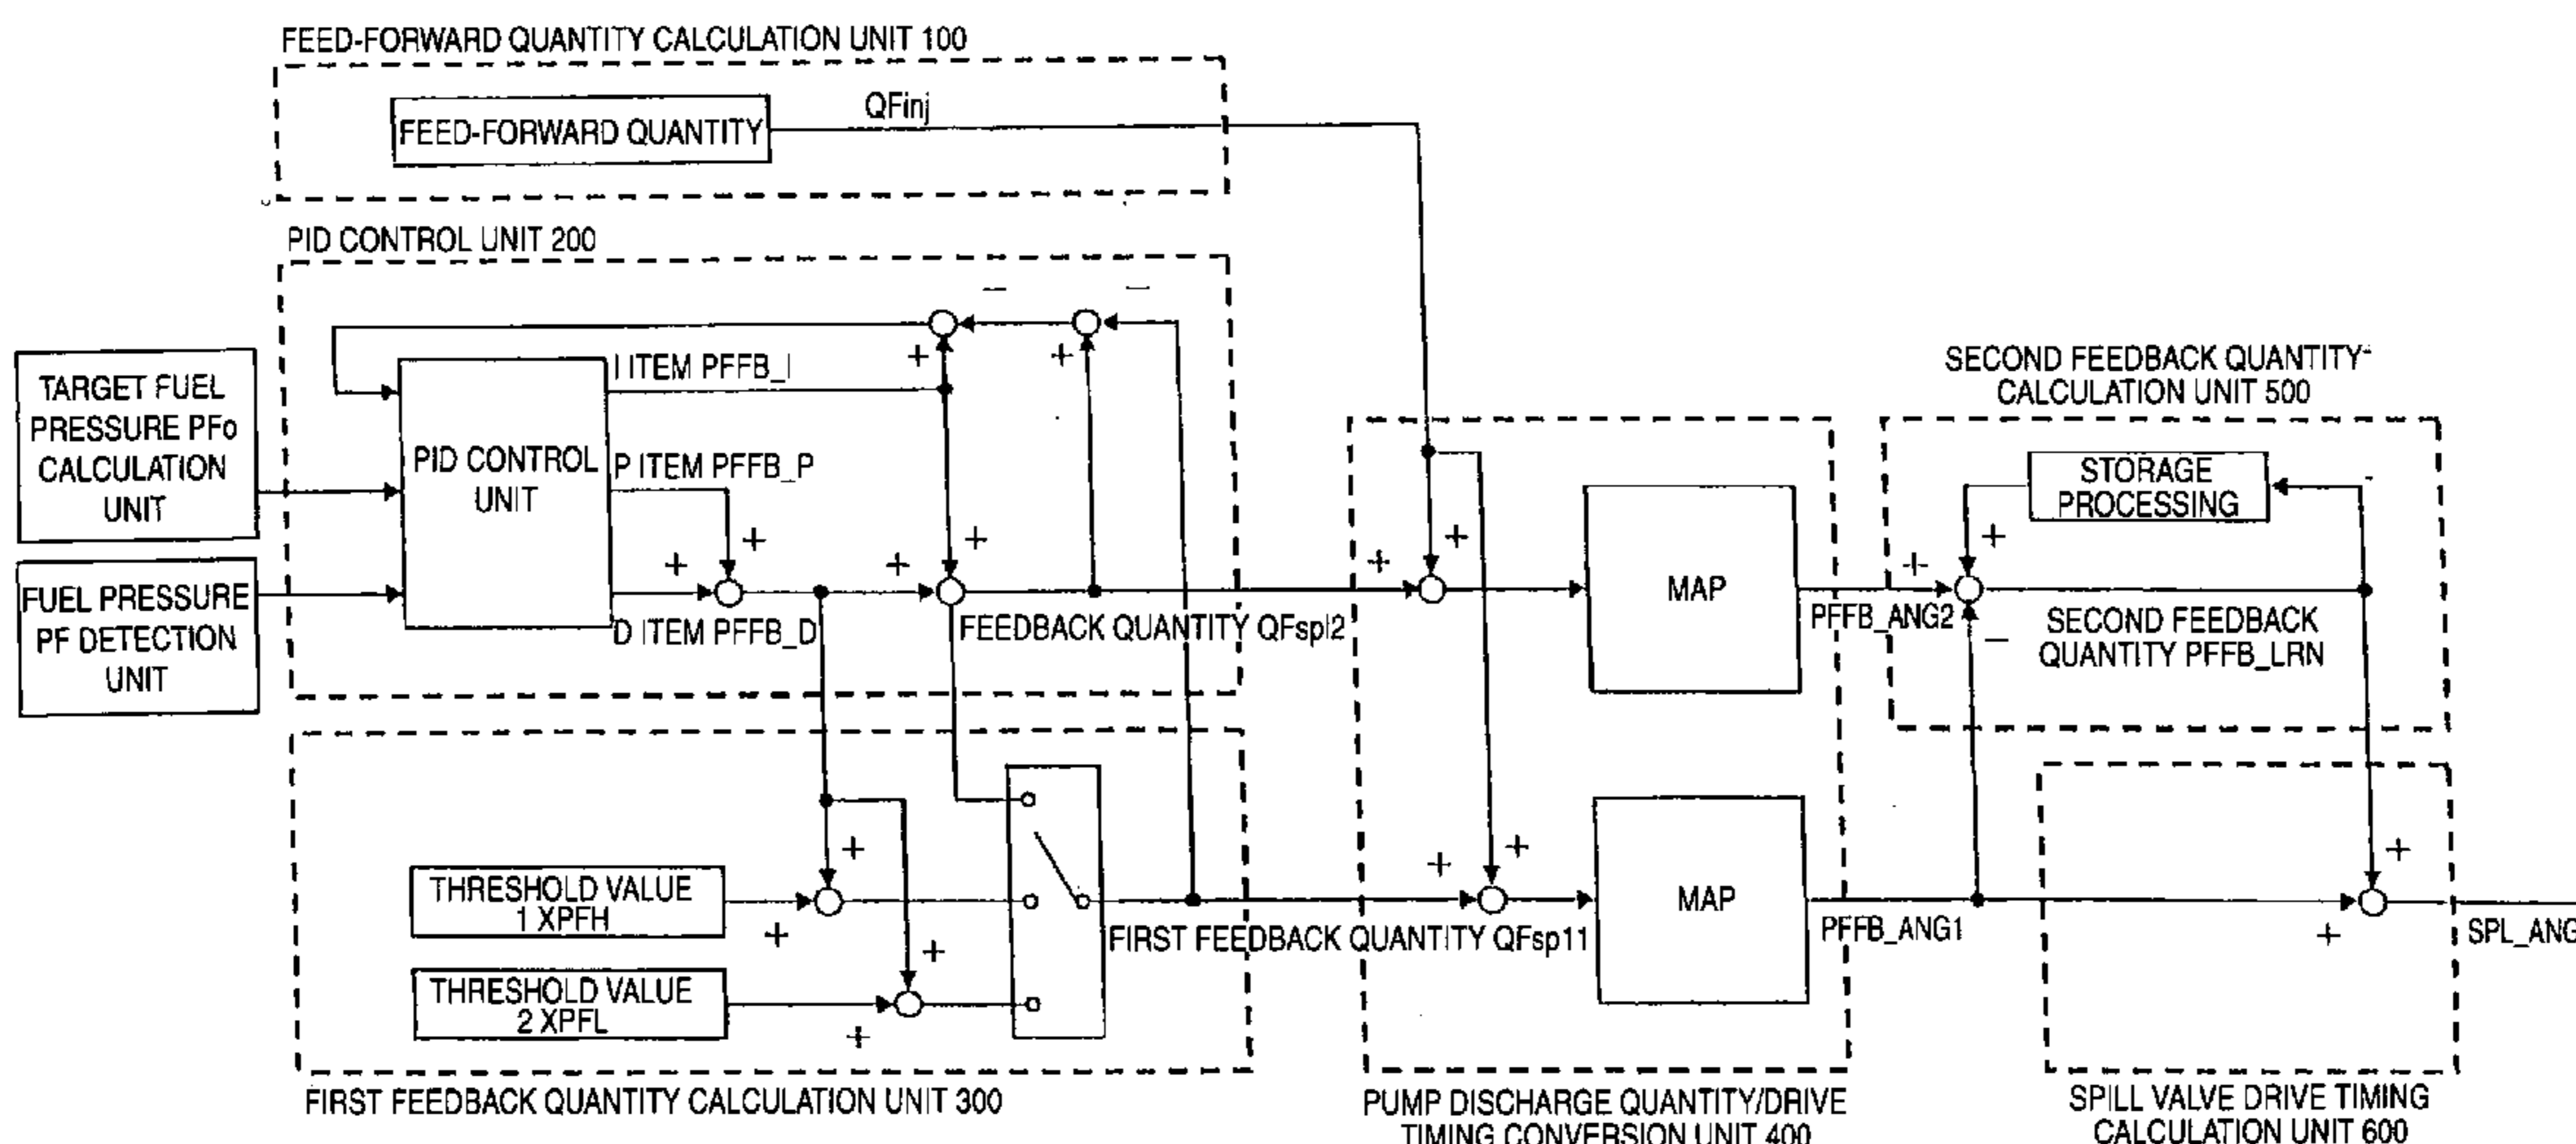 FEED-FORWARD QUANTITY CALCULATION UNIT 100
FEED-FORWARD QUANTITY
QFinj
PID CONTROL UNIT 200
TARGET FUEL
PRESSURE PFo
CALCULATION
UNIT
FUEL PRESSURE
PF DETECTION
UNIT
PID CONTROL
UNIT
I ITEM PFFB_I
P ITEM PFFB_P
D ITEM PFFB_D
FEEDBACK QUANTITY QFspl2
THRESHOLD VALUE
1 XPFH
THRESHOLD VALUE
2 XPFL
FIRST FEEDBACK QUANTITY QFsp11
FIRST FEEDBACK QUANTITY CALCULATION UNIT 300
MAP
MAP
PFFB_ANG2
PFFB_ANG1
PUMP DISCHARGE QUANTITY/DRIVE
TIMING CONVERSION UNIT 400
SECOND FEEDBACK QUANTITY
CALCULATION UNIT 500
STORAGE
PROCESSING
SECOND FEEDBACK
QUANTITY PFFB_LRN
SPL_ANG
SPILL VALVE DRIVE TIMING
CALCULATION UNIT 600